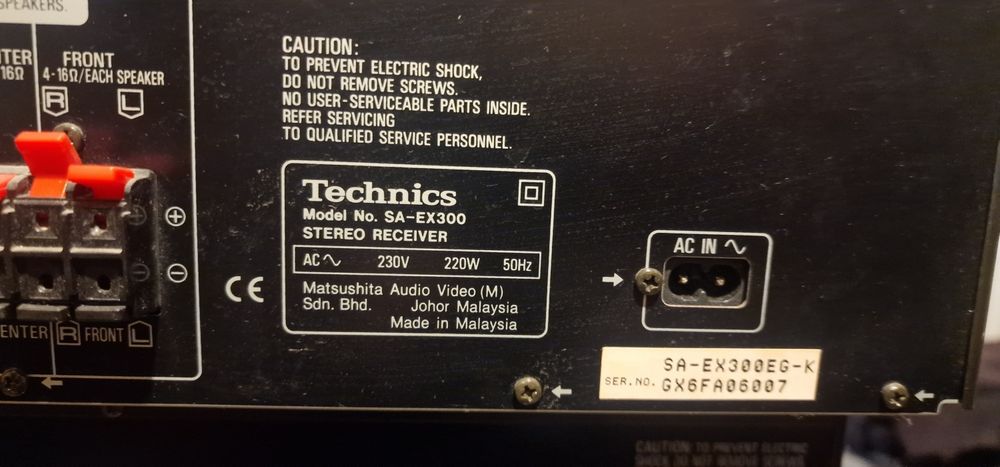 SPEAKERS.
16Ω
FRONT
4-16Ω/EACH SPEAKER
R L
CAUTION:
TO PREVENT ELECTRIC SHOCK,
DO NOT REMOVE SCREWS.
NO USER-SERVICEABLE PARTS INSIDE.
REFER SERVICING
TO QUALIFIED SERVICE PERSONNEL.
Technics
Model No. SA-EX300
STEREO RECEIVER
AC∿ 230V 220W 50Hz
Matsushita Audio Video (M)
Sdn. Bhd. Johor Malaysia
Made in Malaysia
CE
AC IN ∿
+
−
CENTER R FRONT L
SA-EX300EG-K
SER.NO. GX6FA06007
CAUTION: TO PREVENT ELECTRIC
SHOCK DO NOT REMOVE SCREWS